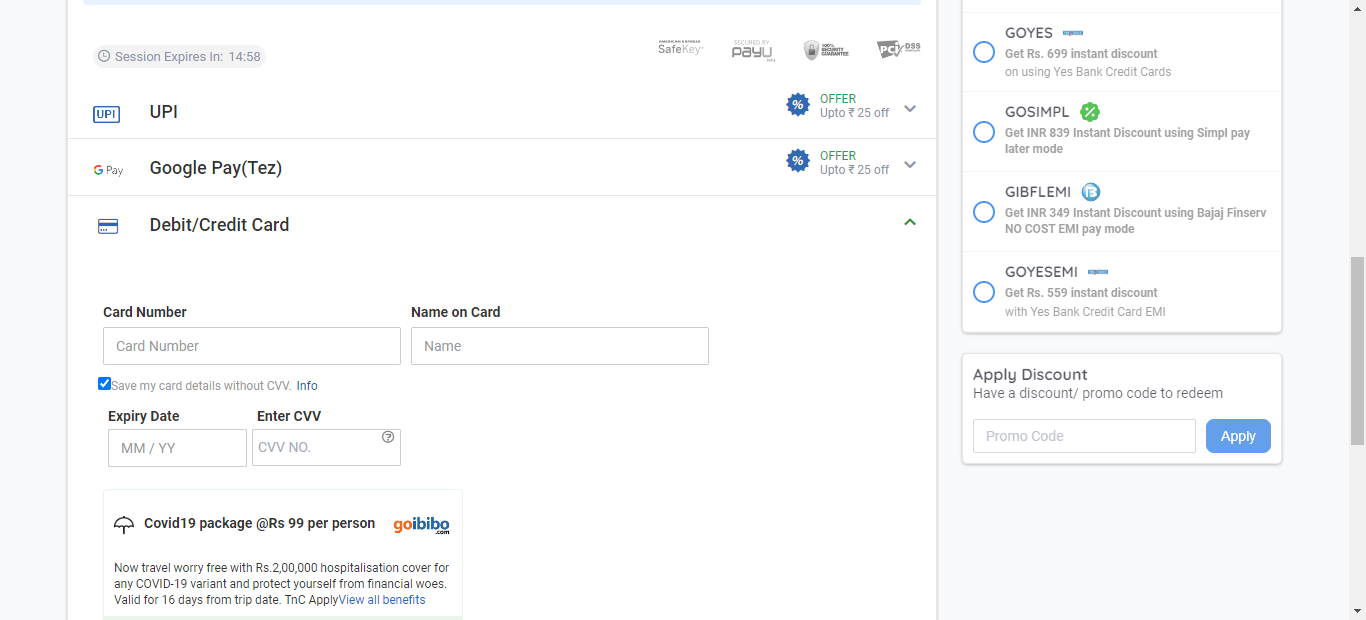 Session Expires In: 14:58
AMERICAN EXPRESS
SafeKey
SECURED BY
PayU
100%
SECURITY
GUARANTEE
PCI DSS
UPI
UPI
%
OFFER
Upto ₹ 25 off
G Pay
Google Pay(Tez)
%
OFFER
Upto ₹ 25 off
Debit/Credit Card
Card Number
Name on Card
Card Number
Name
Save my card details without CVV. Info
Expiry Date
Enter CVV
MM / YY
CVV NO.
?
Covid19 package @Rs 99 per person
goibibo
.com
Now travel worry free with Rs.2,00,000 hospitalisation cover for
any COVID-19 variant and protect yourself from financial woes.
Valid for 16 days from trip date. TnC ApplyView all benefits
GOYES
Get Rs. 699 instant discount
on using Yes Bank Credit Cards
GOSIMPL
Get INR 839 Instant Discount using Simpl pay
later mode
GIBFLEMI
Get INR 349 Instant Discount using Bajaj Finserv
NO COST EMI pay mode
GOYESEMI
Get Rs. 559 instant discount
with Yes Bank Credit Card EMI
Apply Discount
Have a discount/ promo code to redeem
Promo Code
Apply